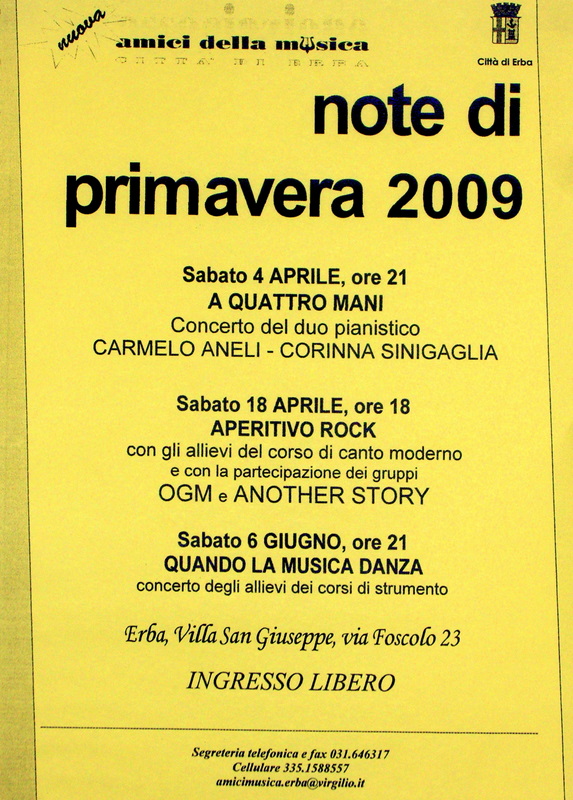 nuova
amici della musica
CITTÀ DI ERBA
Città di Erba
note di
primavera 2009
Sabato 4 APRILE, ore 21
A QUATTRO MANI
Concerto del duo pianistico
CARMELO ANELI - CORINNA SINIGAGLIA
Sabato 18 APRILE, ore 18
APERITIVO ROCK
con gli allievi del corso di canto moderno
e con la partecipazione dei gruppi
OGM e ANOTHER STORY
Sabato 6 GIUGNO, ore 21
QUANDO LA MUSICA DANZA
concerto degli allievi dei corsi di strumento
Erba, Villa San Giuseppe, via Foscolo 23
INGRESSO LIBERO
Segreteria telefonica e fax 031.646317
Cellulare 335.1588557
amicimusica.erba@virgilio.it